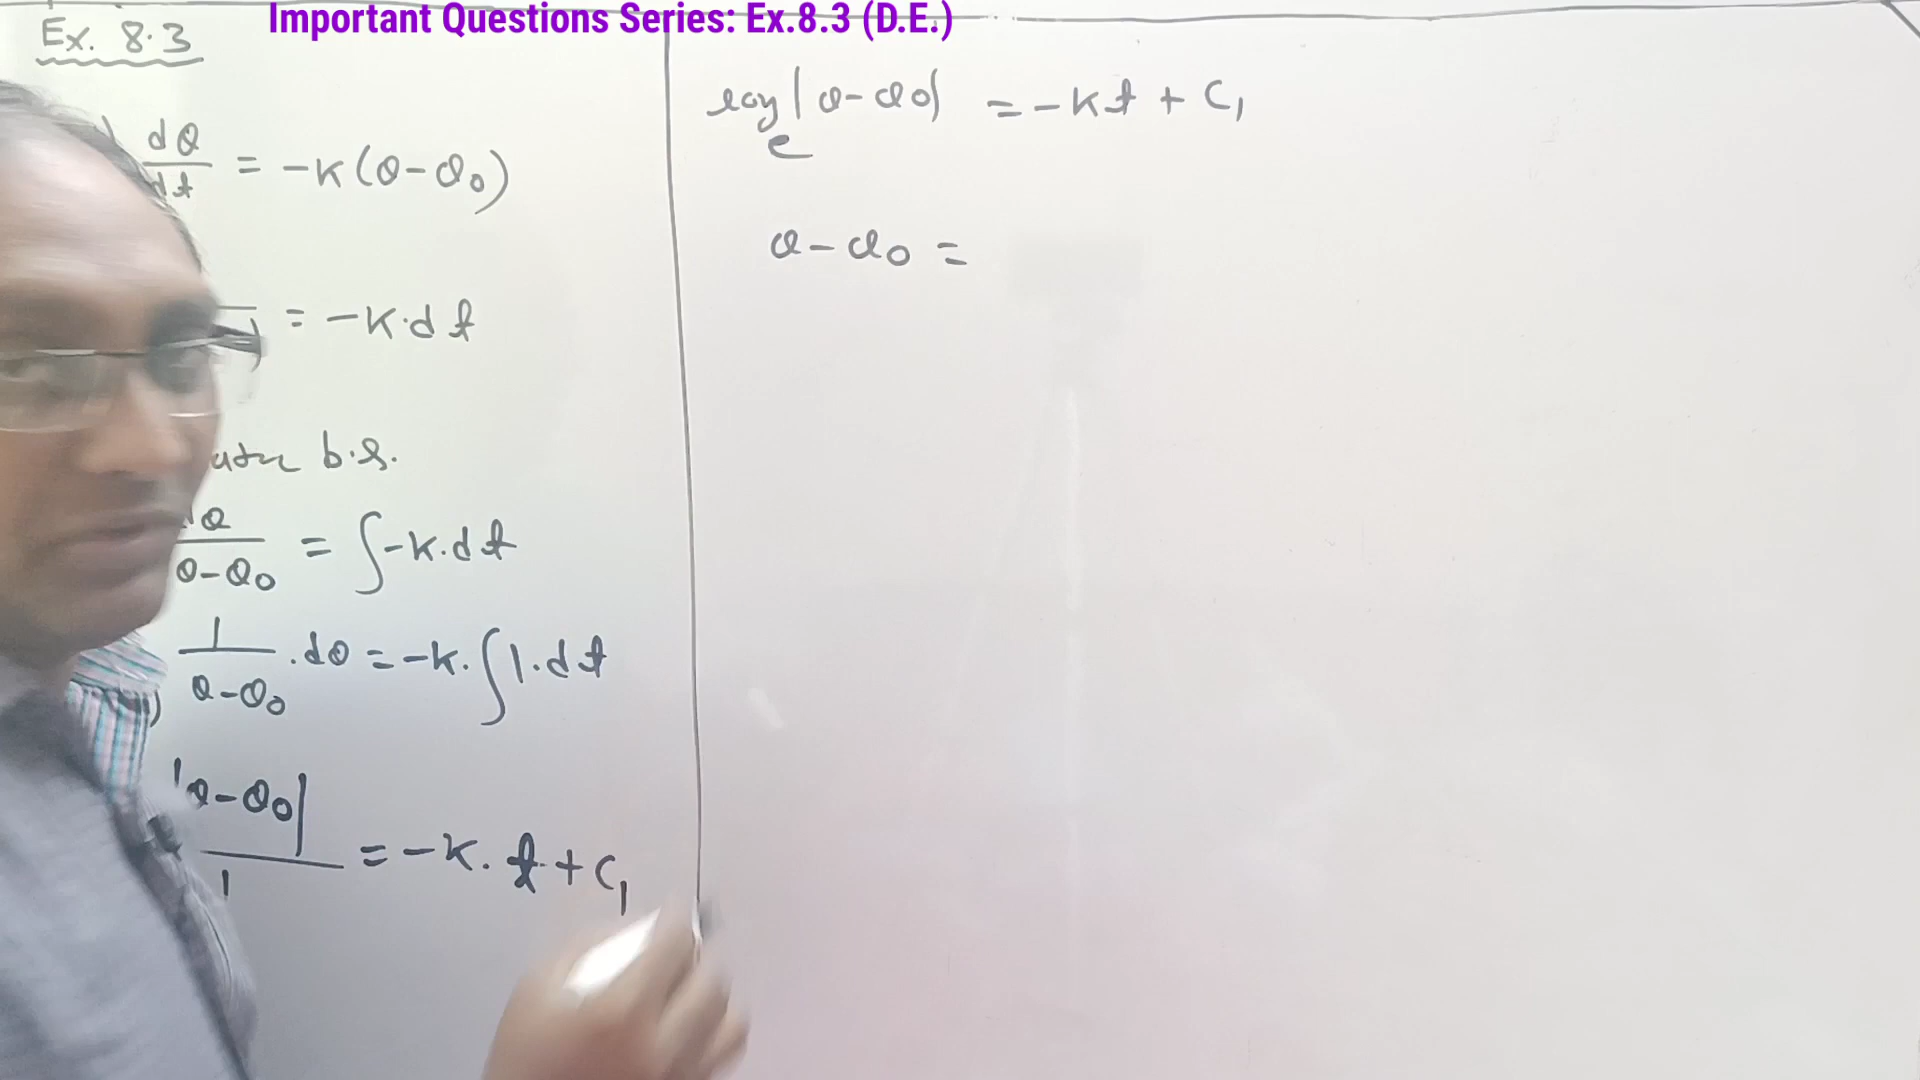 Important Questions Series: Ex.8.3 (D.E.)
Ex. 8.3
dθ/dt = -K(θ-θ₀)
= -K.dt
b.s.
θ/θ-θ₀ = ∫-K.dt
1/θ-θ₀ .dθ = -K.∫1.dt
|θ-θ₀|/1 = -K. t + C₁
logₑ|θ-θ₀| = -Kt + C₁
θ-θ₀ =